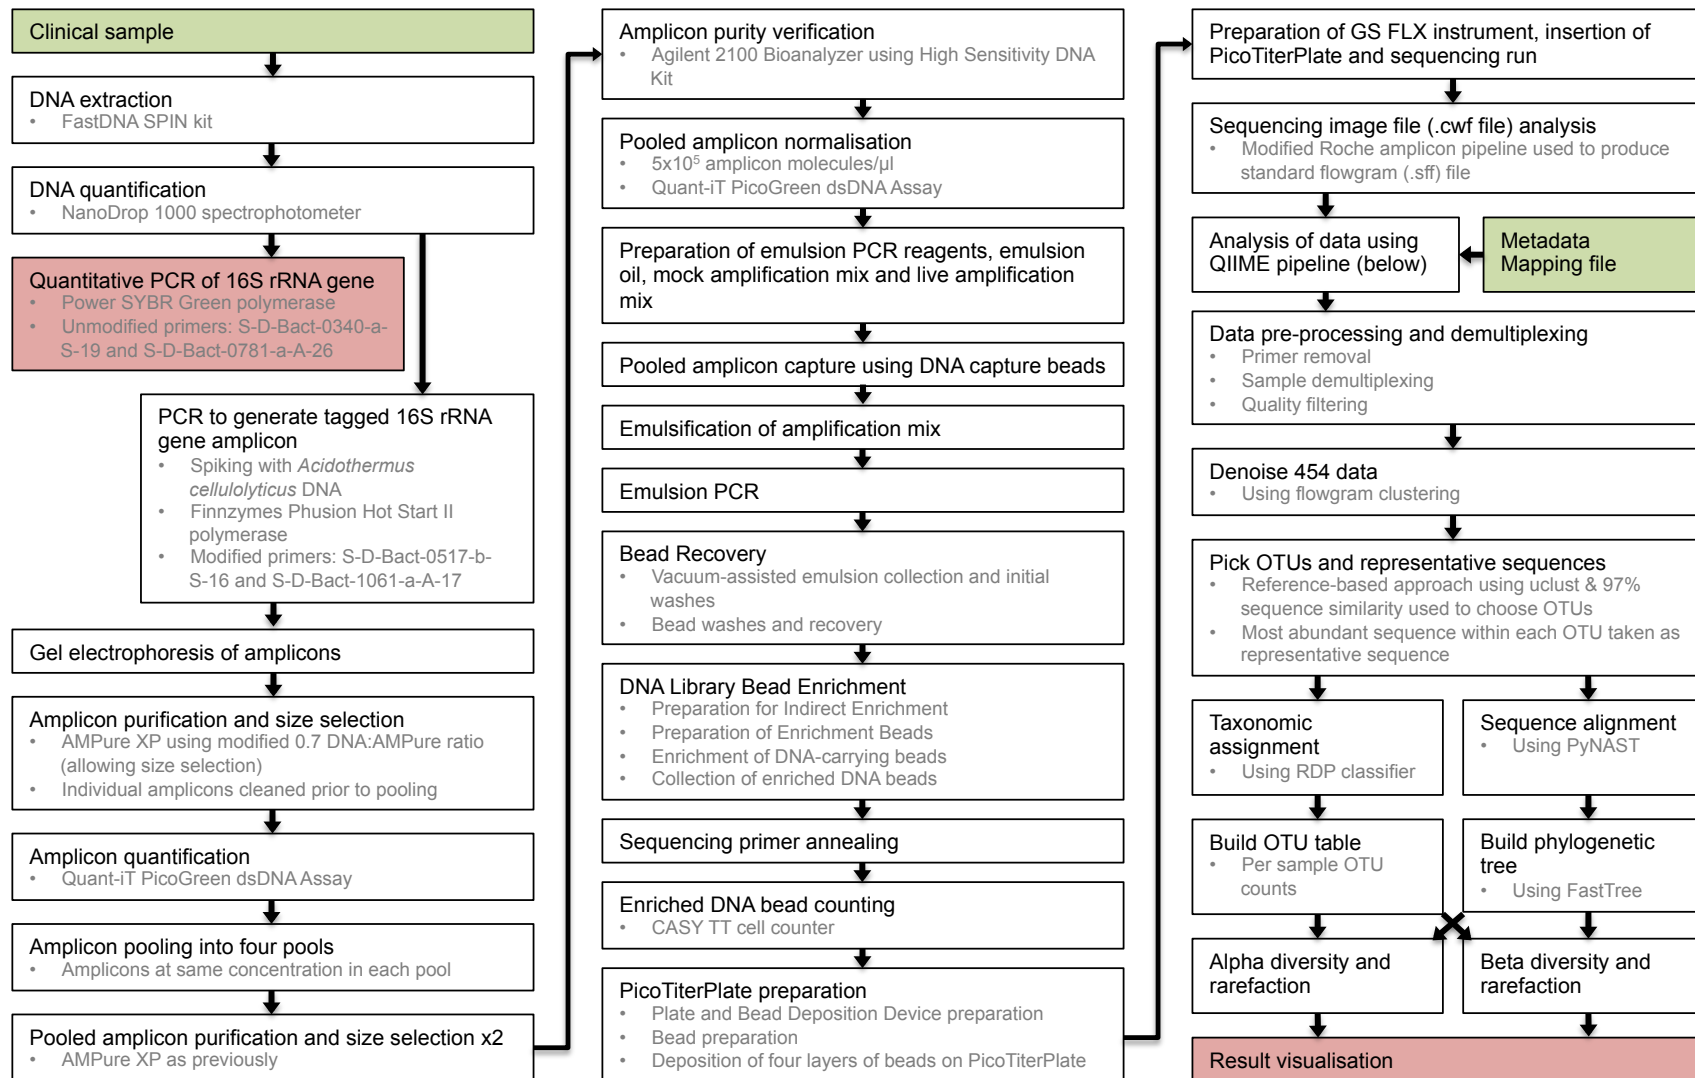 Clinical sample
DNA extraction
• FastDNA SPIN kit
DNA quantification
• NanoDrop 1000 spectrophotometer
Quantitative PCR of 16S rRNA gene
• Power SYBR Green polymerase
• Unmodified primers: S-D-Bact-0340-a-
S-19 and S-D-Bact-0781-a-A-26
PCR to generate tagged 16S rRNA
gene amplicon
• Spiking with Acidothermus
cellulolyticus DNA
• Finnzymes Phusion Hot Start II
polymerase
• Modified primers: S-D-Bact-0517-b-
S-16 and S-D-Bact-1061-a-A-17
Gel electrophoresis of amplicons
Amplicon purification and size selection
• AMPure XP using modified 0.7 DNA:AMPure ratio
(allowing size selection)
• Individual amplicons cleaned prior to pooling
Amplicon quantification
• Quant-iT PicoGreen dsDNA Assay
Amplicon pooling into four pools
• Amplicons at same concentration in each pool
Pooled amplicon purification and size selection x2
• AMPure XP as previously
Amplicon purity verification
• Agilent 2100 Bioanalyzer using High Sensitivity DNA
Kit
Pooled amplicon normalisation
• 5x10⁵ amplicon molecules/µl
• Quant-iT PicoGreen dsDNA Assay
Preparation of emulsion PCR reagents, emulsion
oil, mock amplification mix and live amplification
mix
Pooled amplicon capture using DNA capture beads
Emulsification of amplification mix
Emulsion PCR
Bead Recovery
• Vacuum-assisted emulsion collection and initial
washes
• Bead washes and recovery
DNA Library Bead Enrichment
• Preparation for Indirect Enrichment
• Preparation of Enrichment Beads
• Enrichment of DNA-carrying beads
• Collection of enriched DNA beads
Sequencing primer annealing
Enriched DNA bead counting
• CASY TT cell counter
PicoTiterPlate preparation
• Plate and Bead Deposition Device preparation
• Bead preparation
• Deposition of four layers of beads on PicoTiterPlate
Preparation of GS FLX instrument, insertion of
PicoTiterPlate and sequencing run
Sequencing image file (.cwf file) analysis
• Modified Roche amplicon pipeline used to produce
standard flowgram (.sff) file
Analysis of data using
QIIME pipeline (below)
Metadata
Mapping file
Data pre-processing and demultiplexing
• Primer removal
• Sample demultiplexing
• Quality filtering
Denoise 454 data
• Using flowgram clustering
Pick OTUs and representative sequences
• Reference-based approach using uclust & 97%
sequence similarity used to choose OTUs
• Most abundant sequence within each OTU taken as
representative sequence
Taxonomic
assignment
• Using RDP classifier
Sequence alignment
• Using PyNAST
Build OTU table
• Per sample OTU
counts
Build phylogenetic
tree
• Using FastTree
Alpha diversity and
rarefaction
Beta diversity and
rarefaction
Result visualisation